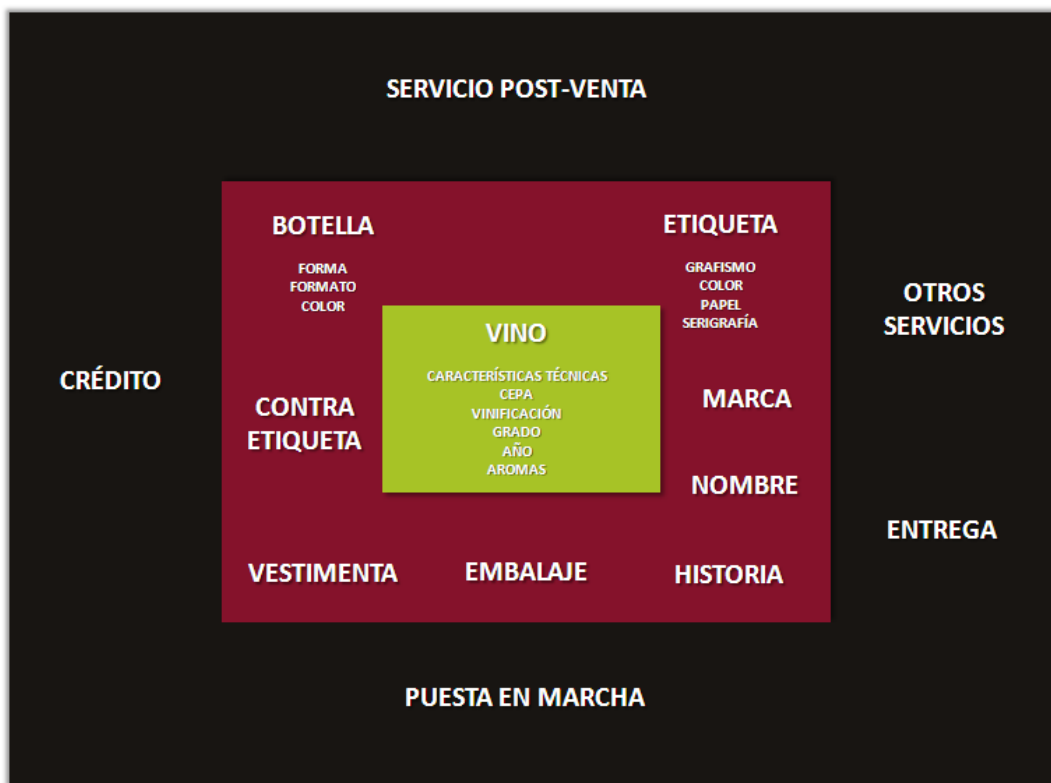 SERVICIO POST-VENTA
BOTELLA
FORMA
FORMATO
COLOR
ETIQUETA
GRAFISMO
COLOR
PAPEL
SERIGRAFÍA
OTROS
SERVICIOS
VINO
CARACTERÍSTICAS TÉCNICAS
CEPA
VINIFICACIÓN
GRADO
AÑO
AROMAS
CRÉDITO
CONTRA
ETIQUETA
MARCA
NOMBRE
ENTREGA
VESTIMENTA
EMBALAJE
HISTORIA
PUESTA EN MARCHA